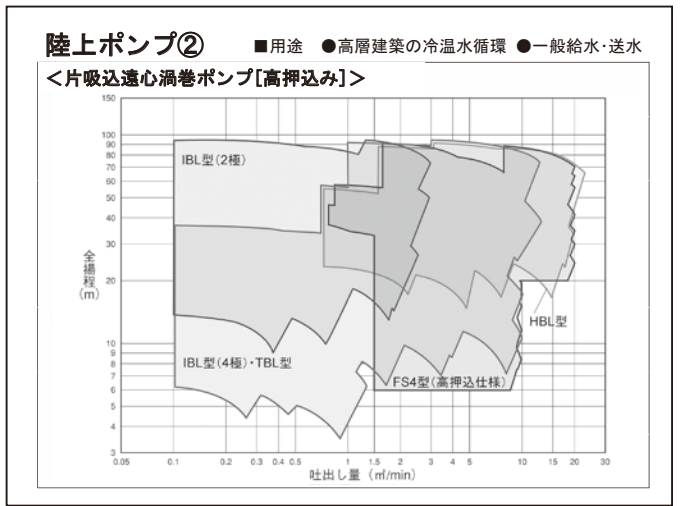 陸上ポンプ② ■用途 ●高層建築の冷温水循環 ●一般給水・送水
＜片吸込遠心渦巻ポンプ[高押込み]＞
150
100
90
80
70
60
50
40
30
20
10
9
8
7
6
5
4
3
全揚程
(m)
IBL型(2極)
IBL型(4極)・TBL型
FS4型(高押込仕様)
HBL型
0.05 0.1 0.2 0.3 0.4 0.5 1 1.5 2 3 4 5 10 15 20 30
吐出し量 (㎥/min)